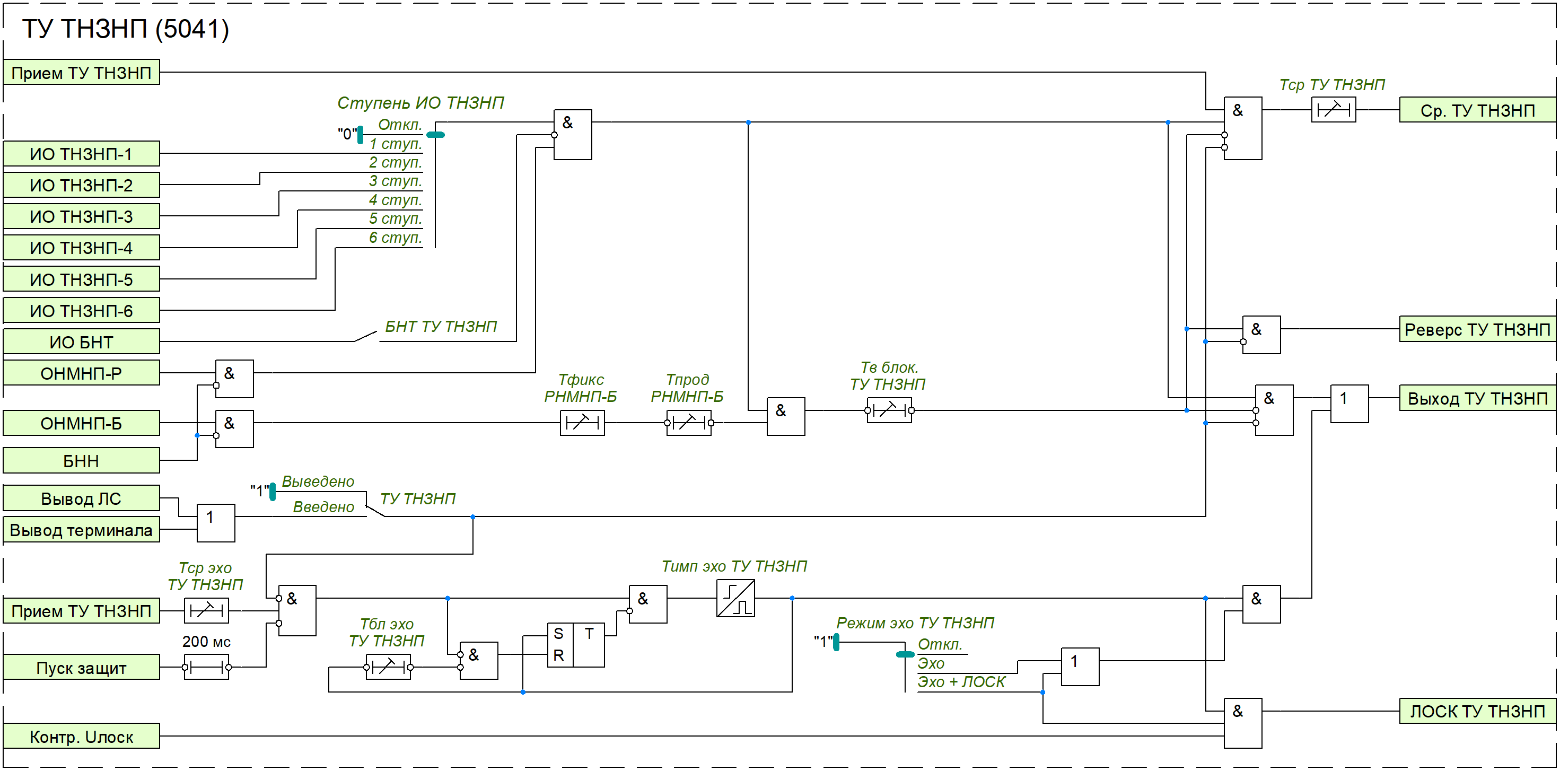 ТУ ТНЗНП (5041)
Прием ТУ ТНЗНП
Тср ТУ ТНЗНП
Ср. ТУ ТНЗНП
Ступень ИО ТНЗНП
"0"
Откл.
1 ступ.
2 ступ.
3 ступ.
4 ступ.
5 ступ.
6 ступ.
&
&
ИО ТНЗНП-1
ИО ТНЗНП-2
ИО ТНЗНП-3
ИО ТНЗНП-4
ИО ТНЗНП-5
ИО ТНЗНП-6
ИО БНТ
БНТ ТУ ТНЗНП
&
Реверс ТУ ТНЗНП
ОНМНП-Р
&
Тфикс
РНМНП-Б
Тпрод
РНМНП-Б
Тв блок.
ТУ ТНЗНП
&
1
Выход ТУ ТНЗНП
ОНМНП-Б
&
&
БНН
Вывод ЛС
Вывод терминала
1
"1"
Выведено
Введено
ТУ ТНЗНП
Тср эхо
ТУ ТНЗНП
Прием ТУ ТНЗНП
&
200 мс
Пуск защит
Тбл эхо
ТУ ТНЗНП
&
S
T
R
&
Тимп эхо ТУ ТНЗНП
Режим эхо ТУ ТНЗНП
"1"
Откл.
Эхо
Эхо + ЛОСК
1
&
&
ЛОСК ТУ ТНЗНП
Контр. Uлоск